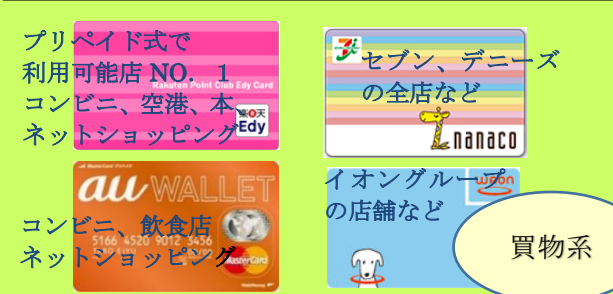 プリペイド式で
利用可能店 NO. 1
コンビニ、空港、本、
ネットショッピング
Rakuten Point Club Edy Card
楽天
Edy
セブン、デニーズ
の全店など
nanaco
au WALLET
コンビニ、飲食店
ネットショッピング
5166 4520 9012 3456
MasterCard
イオングループ
の店舗など
waon
買物系